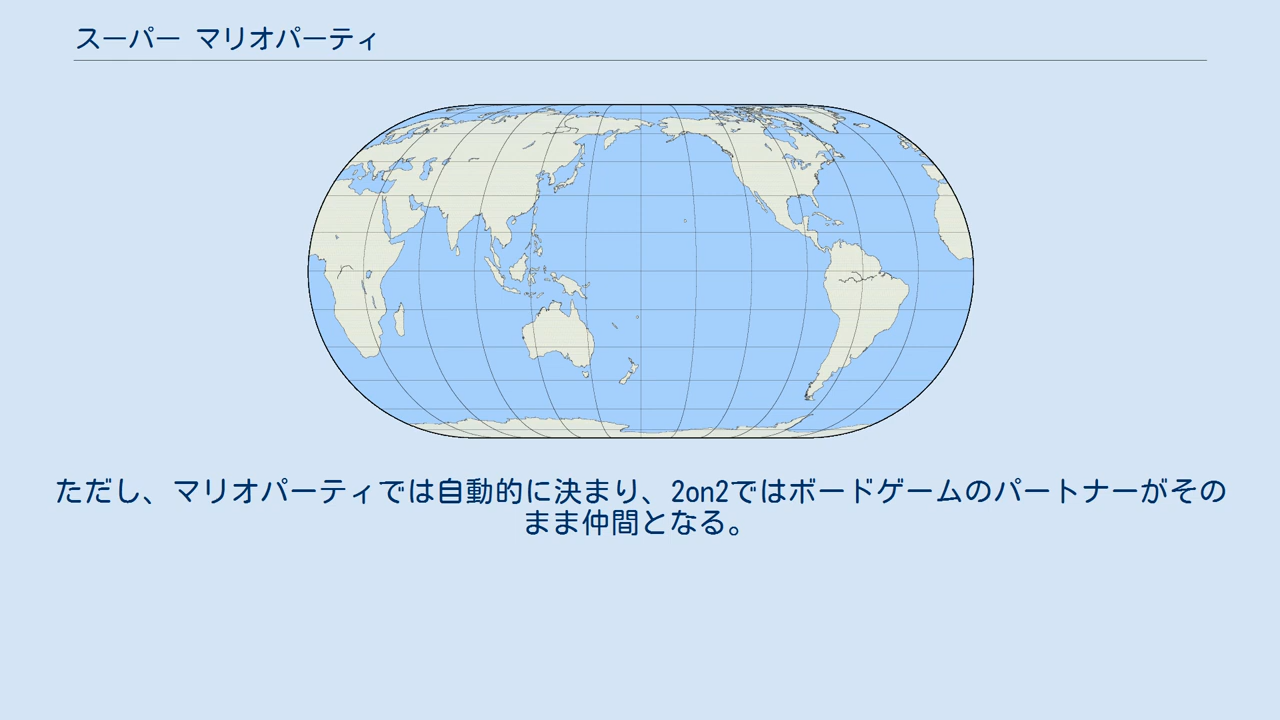 スーパー マリオパーティ
ただし、マリオパーティでは自動的に決まり、2on2ではボードゲームのパートナーがその
まま仲間となる。